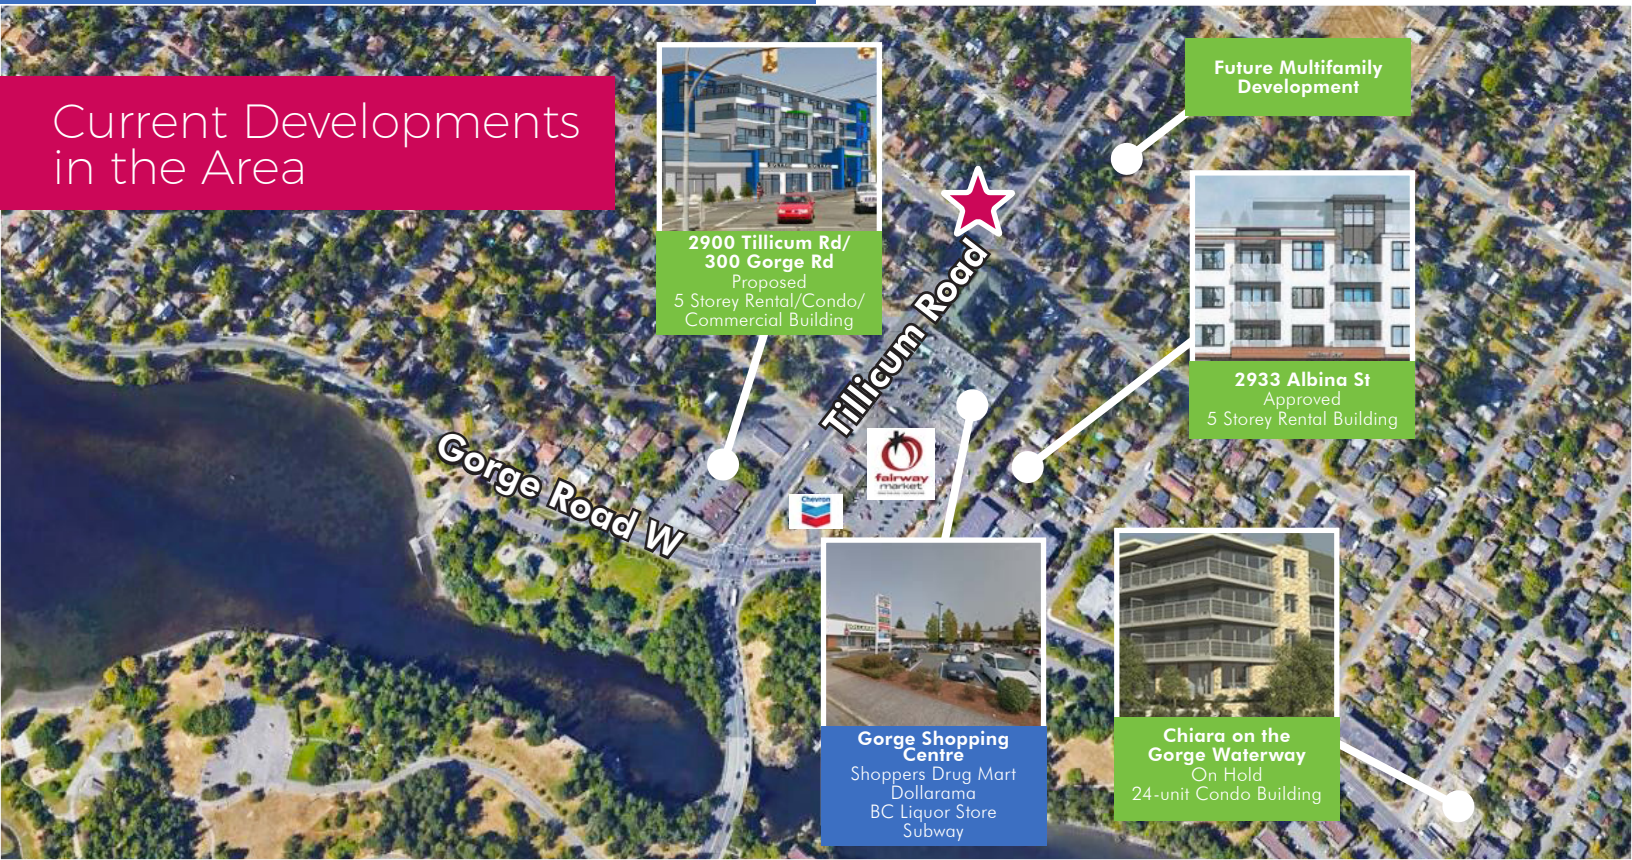 Current Developments
in the Area
2900 Tillicum Rd/
300 Gorge Rd
Proposed
5 Storey Rental/Condo/
Commercial Building
Future Multifamily
Development
2933 Albina St
Approved
5 Storey Rental Building
Tillicum Road
Gorge Road W
fairway
market
Chevron
Gorge Shopping
Centre
Shoppers Drug Mart
Dollarama
BC Liquor Store
Subway
Chiara on the
Gorge Waterway
On Hold
24-unit Condo Building